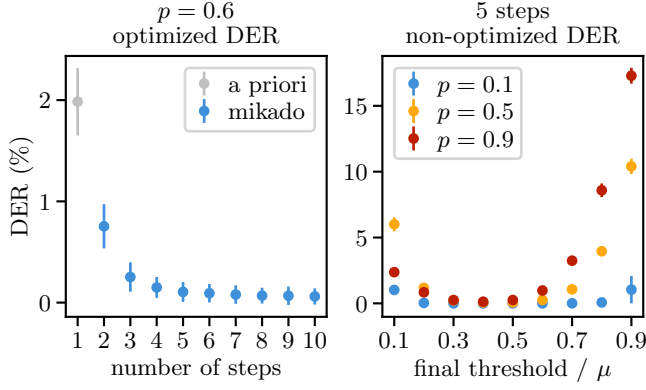 p = 0.6
optimized DER
DER (%)
2
1
0
a priori
mikado
1 2 3 4 5 6 7 8 9 10
number of steps
5 steps
non-optimized DER
15
10
5
0
p = 0.1
p = 0.5
p = 0.9
0.1 0.3 0.5 0.7 0.9
final threshold / μ